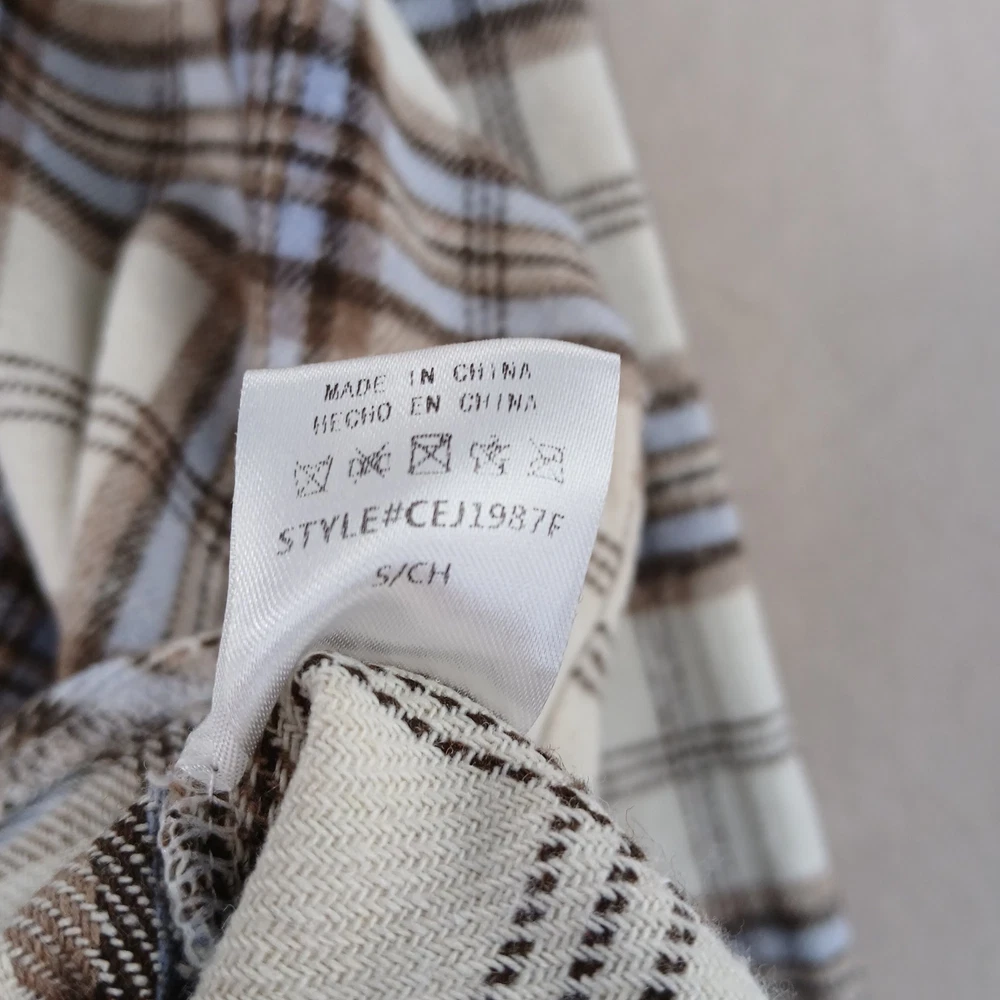 MADE IN CHINA
HECHO EN CHINA
STYLE#CEJ1987F
S/CH